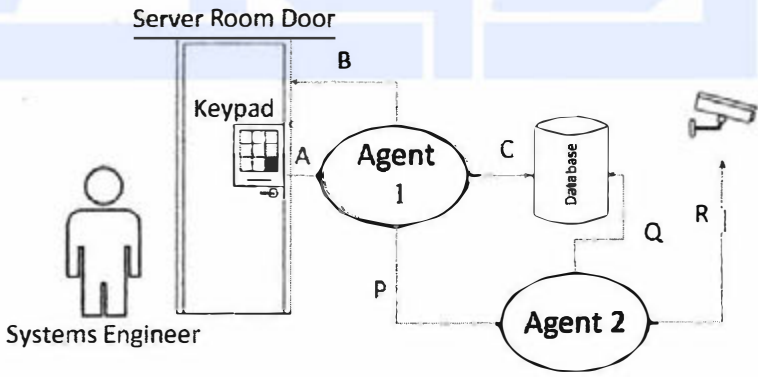 Server Room Door
B
Keypad
A
Agent
1
C
Database
R
Q
P
Agent 2
Systems Engineer